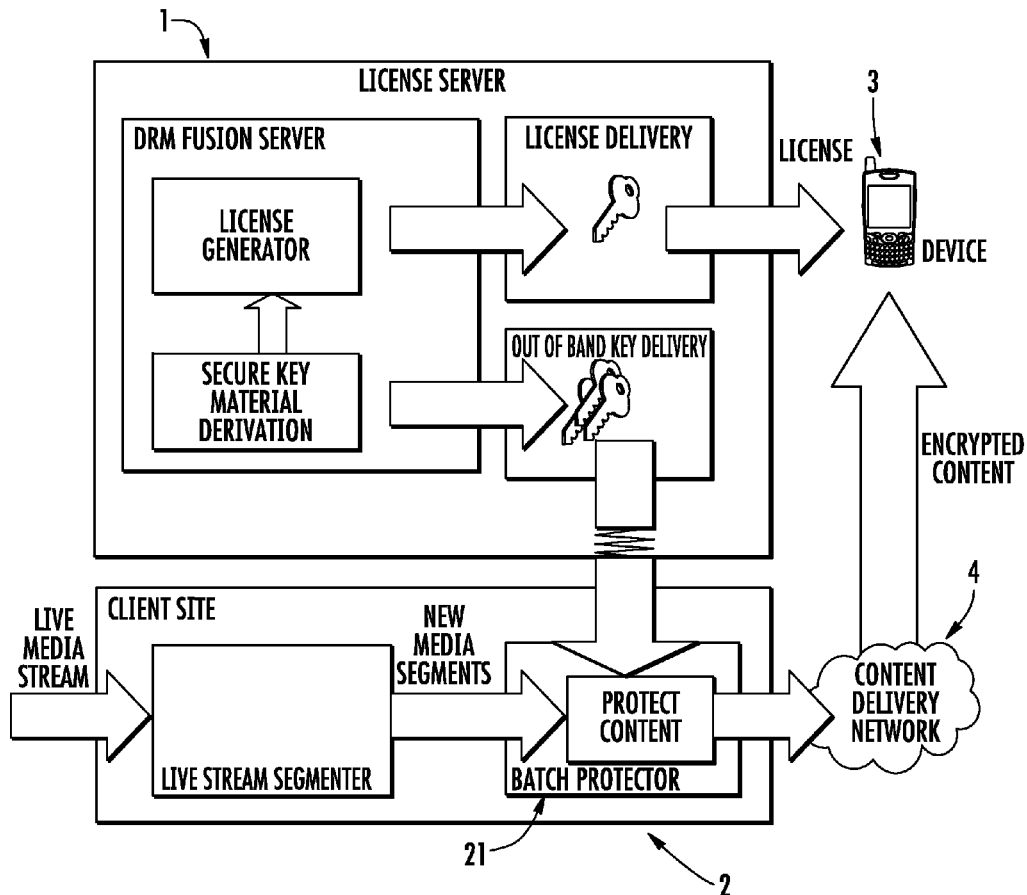 1
LICENSE SERVER
DRM FUSION SERVER
LICENSE
GENERATOR
SECURE KEY
MATERIAL
DERIVATION
LICENSE DELIVERY
OUT OF BAND KEY DELIVERY
LICENSE
3
DEVICE
ENCRYPTED
CONTENT
4
CONTENT
DELIVERY
NETWORK
CLIENT SITE
LIVE
MEDIA
STREAM
LIVE STREAM SEGMENTER
NEW
MEDIA
SEGMENTS
PROTECT
CONTENT
BATCH PROTECTOR
21
2